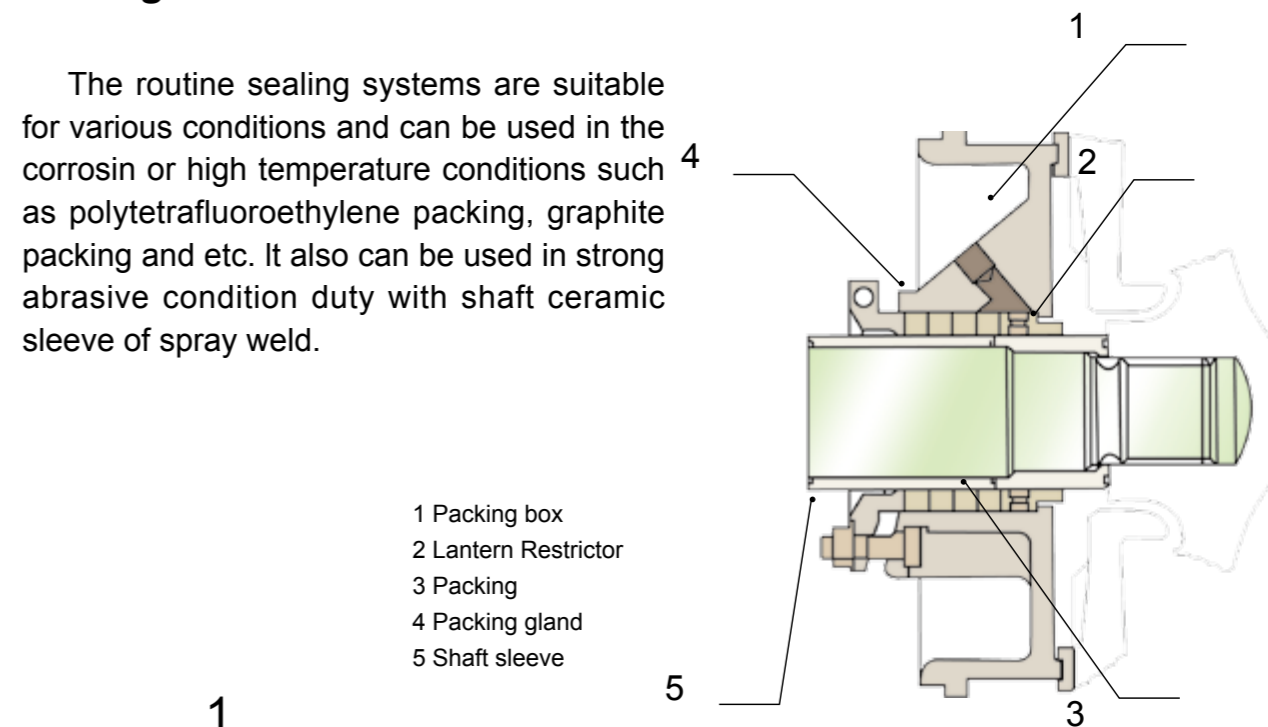 The routine sealing systems are suitable
for various conditions and can be used in the
corrosin or high temperature conditions such
as polytetrafluoroethylene packing, graphite
packing and etc. It also can be used in strong
abrasive condition duty with shaft ceramic
sleeve of spray weld.
1
4
2
1 Packing box
2 Lantern Restrictor
3 Packing
4 Packing gland
5 Shaft sleeve
5
3
1